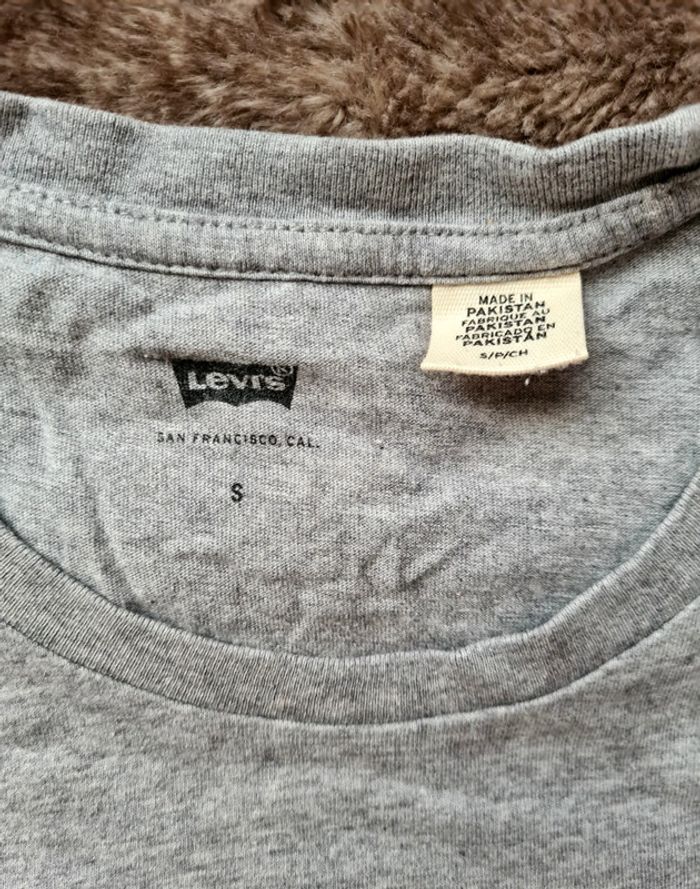 MADE IN
PAKISTAN
FABRIQUE AU
PAKISTAN
FABRICADO EN
PAKISTAN
S/P/CH
Levi's
SAN FRANCISCO, CAL.
S